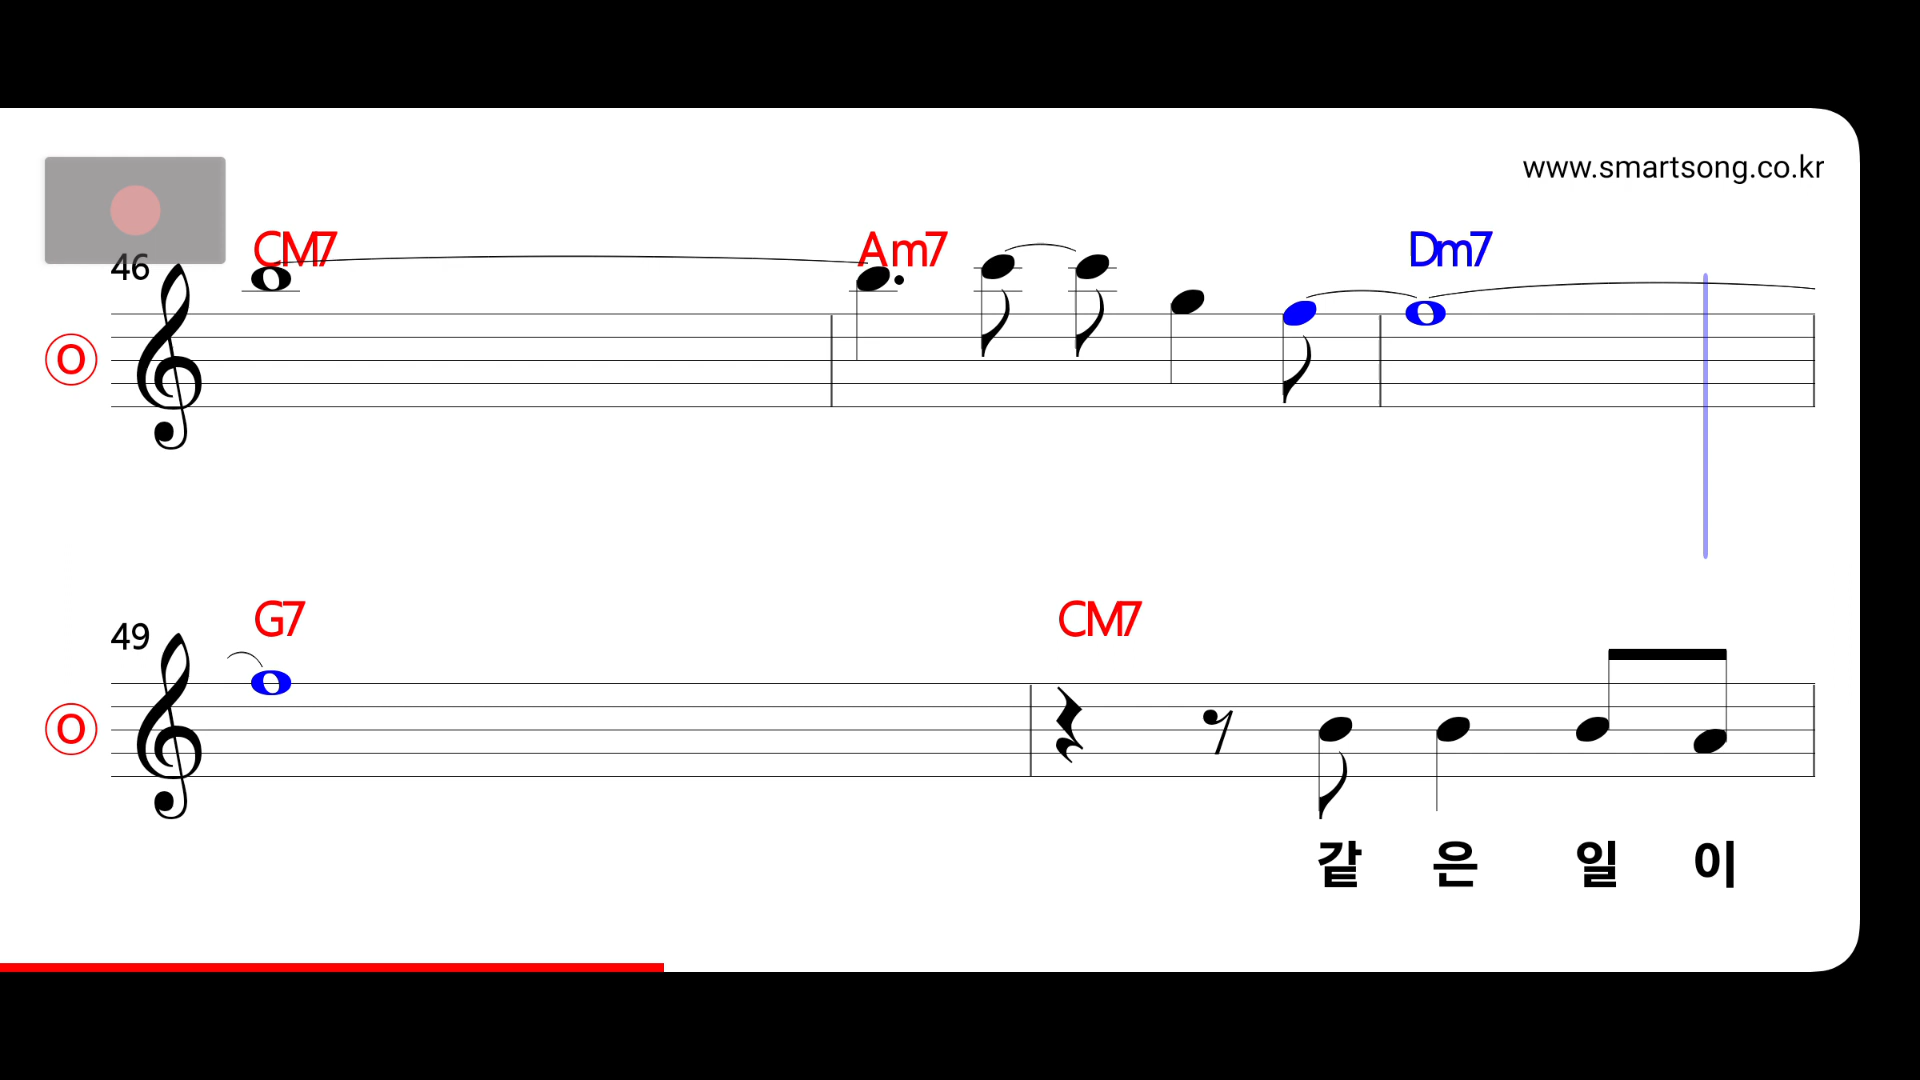 www.smartsong.co.kr
CM7 Am7 Dm7
46
O
G7 CM7
49
O
같 은 일 이